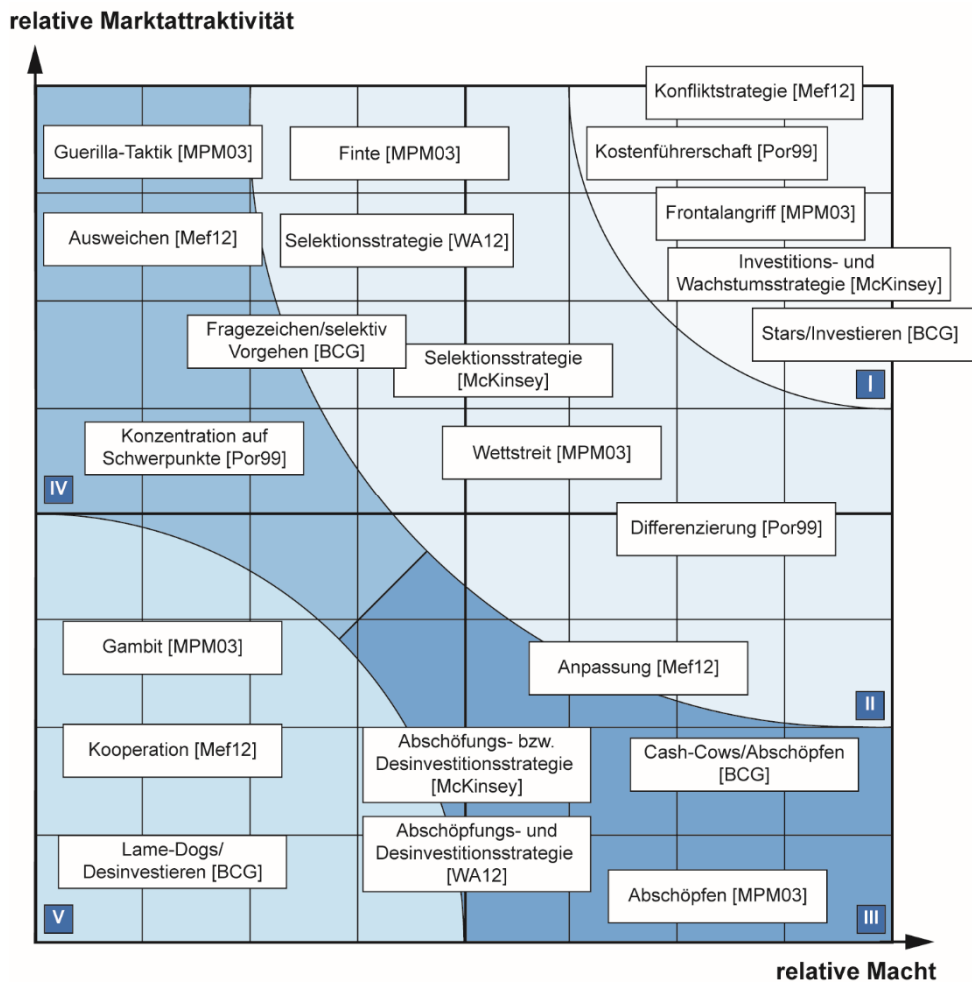 relative Marktattraktivität
Konfliktstrategie [Mef12]
Guerilla-Taktik [MPM03]
Finte [MPM03]
Kostenführerschaft [Por99]
Frontalangriff [MPM03]
Ausweichen [Mef12]
Selektionsstrategie [WA12]
Investitions- und
Wachstumsstrategie [McKinsey]
Fragezeichen/selektiv
Vorgehen [BCG]
Stars/Investieren [BCG]
Selektionsstrategie
[McKinsey]
I
Konzentration auf
Schwerpunkte [Por99]
Wettstreit [MPM03]
IV
Differenzierung [Por99]
Gambit [MPM03]
Anpassung [Mef12]
II
Kooperation [Mef12]
Abschöfungs- bzw.
Desinvestitionsstrategie
[McKinsey]
Cash-Cows/Abschöpfen
[BCG]
Lame-Dogs/
Desinvestieren [BCG]
Abschöpfungs- und
Desinvestitionsstrategie
[WA12]
Abschöpfen [MPM03]
V
III
relative Macht